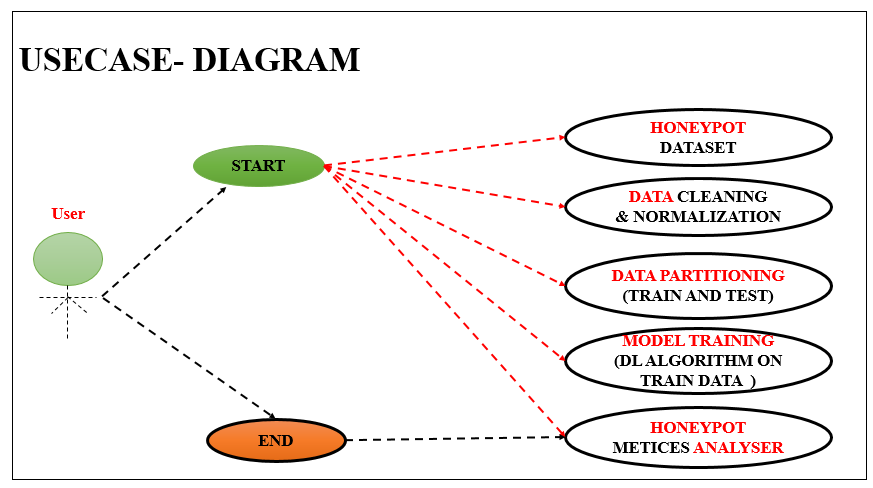 USECASE- DIAGRAM
HONEYPOT
DATASET
START
DATA CLEANING
& NORMALIZATION
User
DATA PARTITIONING
(TRAIN AND TEST)
MODEL TRAINING
(DL ALGORITHM ON
TRAIN DATA )
END
HONEYPOT
METICES ANALYSER